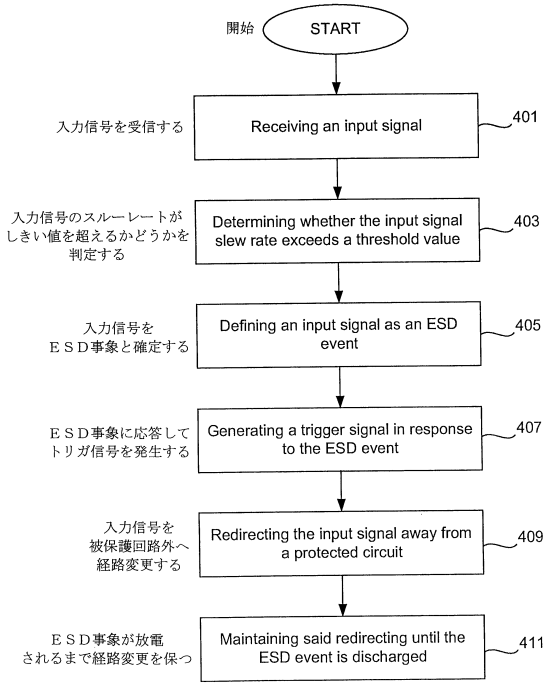 開始
START
入力信号を受信する
Receiving an input signal
401
入力信号のスルーレートが
しきい値を超えるかどうかを
判定する
Determining whether the input signal
slew rate exceeds a threshold value
403
入力信号を
ＥＳＤ事象と確定する
Defining an input signal as an ESD
event
405
ＥＳＤ事象に応答して
トリガ信号を発生する
Generating a trigger signal in response
to the ESD event
407
入力信号を
被保護回路外へ
経路変更する
Redirecting the input signal away from
a protected circuit
409
ＥＳＤ事象が放電
されるまで経路変更を保つ
Maintaining said redirecting until the
ESD event is discharged
411